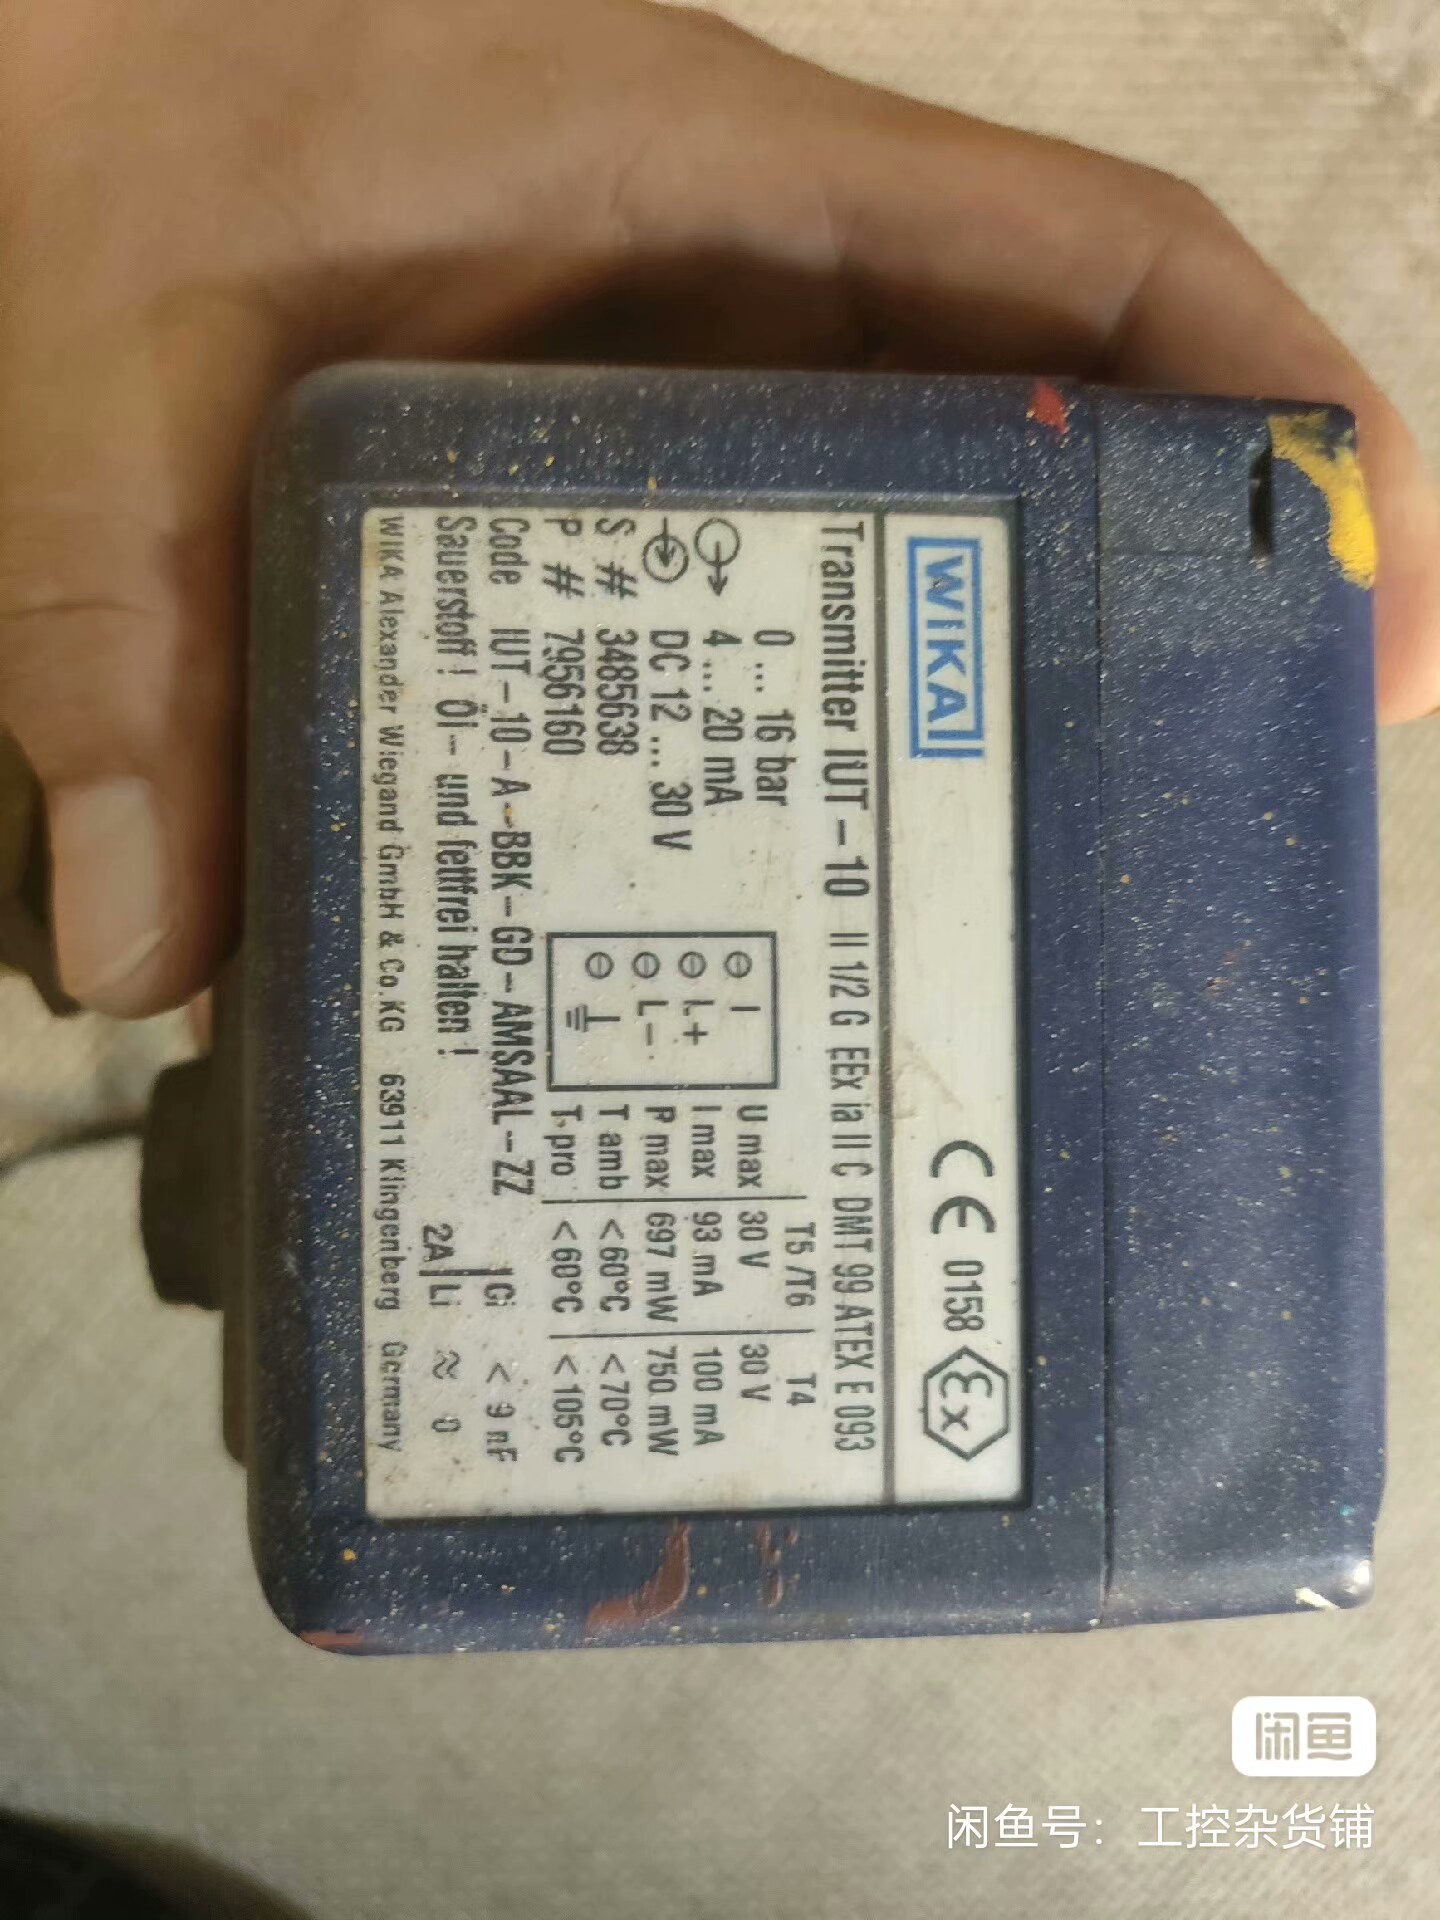 WIKA
CE 0158 Ex
Transmitter IUT-10 II 1/2 G EEx ia II C DMT 99 ATEX E 093
0 ... 16 bar
4 ... 20 mA
DC 12 ... 30 V
S # 3485638
P # 7956160
I
L+
L-
T5/T6 T4
U max 30 V 30 V
I max 93 mA 100 mA
P max 697 mW 750 mW
T amb <60°C <70°C
T pro <60°C <105°C
Code IUT-10-A-BBK-GD-AMSAAL-ZZ
Ci < 9 nF
Sauerstoff! Öl- und fettfrei halten!
2A Li ≈ 0
WIKA Alexander Wiegand GmbH & Co.KG 63911 Klingenberg Germany
闲鱼
闲鱼号：工控杂货铺